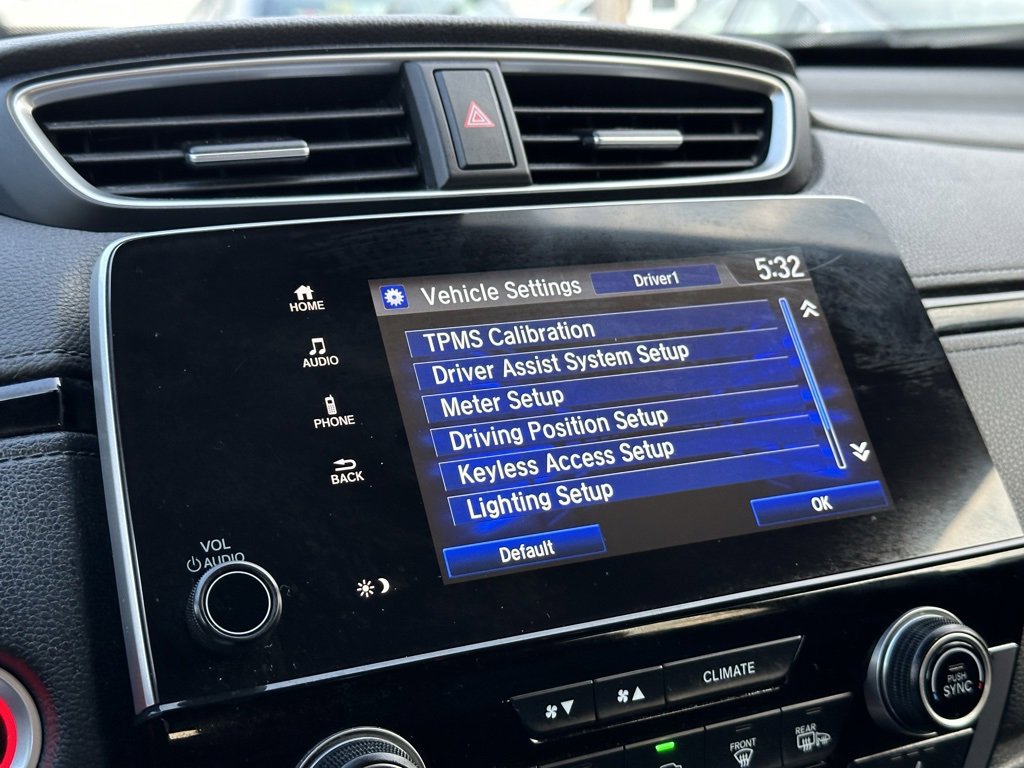 Vehicle Settings Driver1 5:32
HOME
TPMS Calibration
AUDIO
Driver Assist System Setup
Meter Setup
PHONE
Driving Position Setup
BACK
Keyless Access Setup
Lighting Setup
Default OK
VOL
AUDIO
CLIMATE
PUSH
SYNC
FRONT
REAR